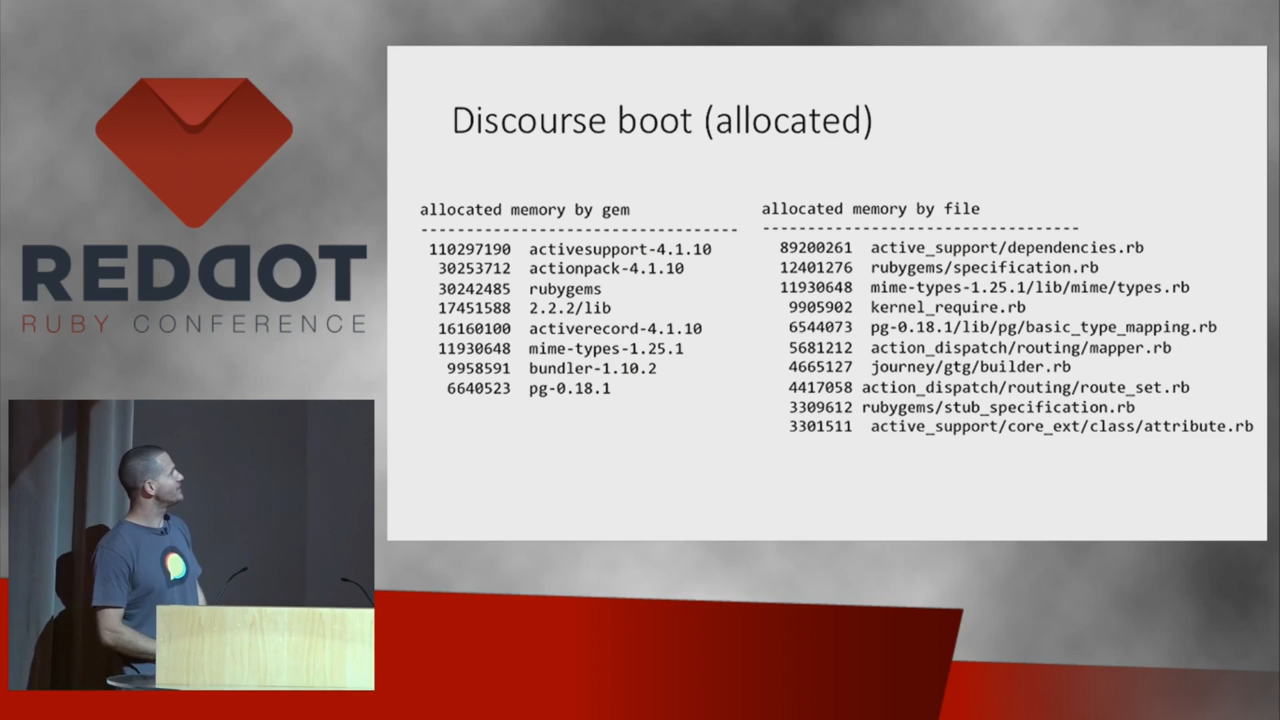 REDDOT
RUBY CONFERENCE
Discourse boot (allocated)
allocated memory by gem
-----------------------------------
110297190 activesupport-4.1.10
30253712 actionpack-4.1.10
30242485 rubygems
17451588 2.2.2/lib
16160100 activerecord-4.1.10
11930648 mime-types-1.25.1
9958591 bundler-1.10.2
6640523 pg-0.18.1
allocated memory by file
-----------------------------------
89200261 active_support/dependencies.rb
12401276 rubygems/specification.rb
11930648 mime-types-1.25.1/lib/mime/types.rb
9905902 kernel_require.rb
6544073 pg-0.18.1/lib/pg/basic_type_mapping.rb
5681212 action_dispatch/routing/mapper.rb
4665127 journey/gtg/builder.rb
4417058 action_dispatch/routing/route_set.rb
3309612 rubygems/stub_specification.rb
3301511 active_support/core_ext/class/attribute.rb